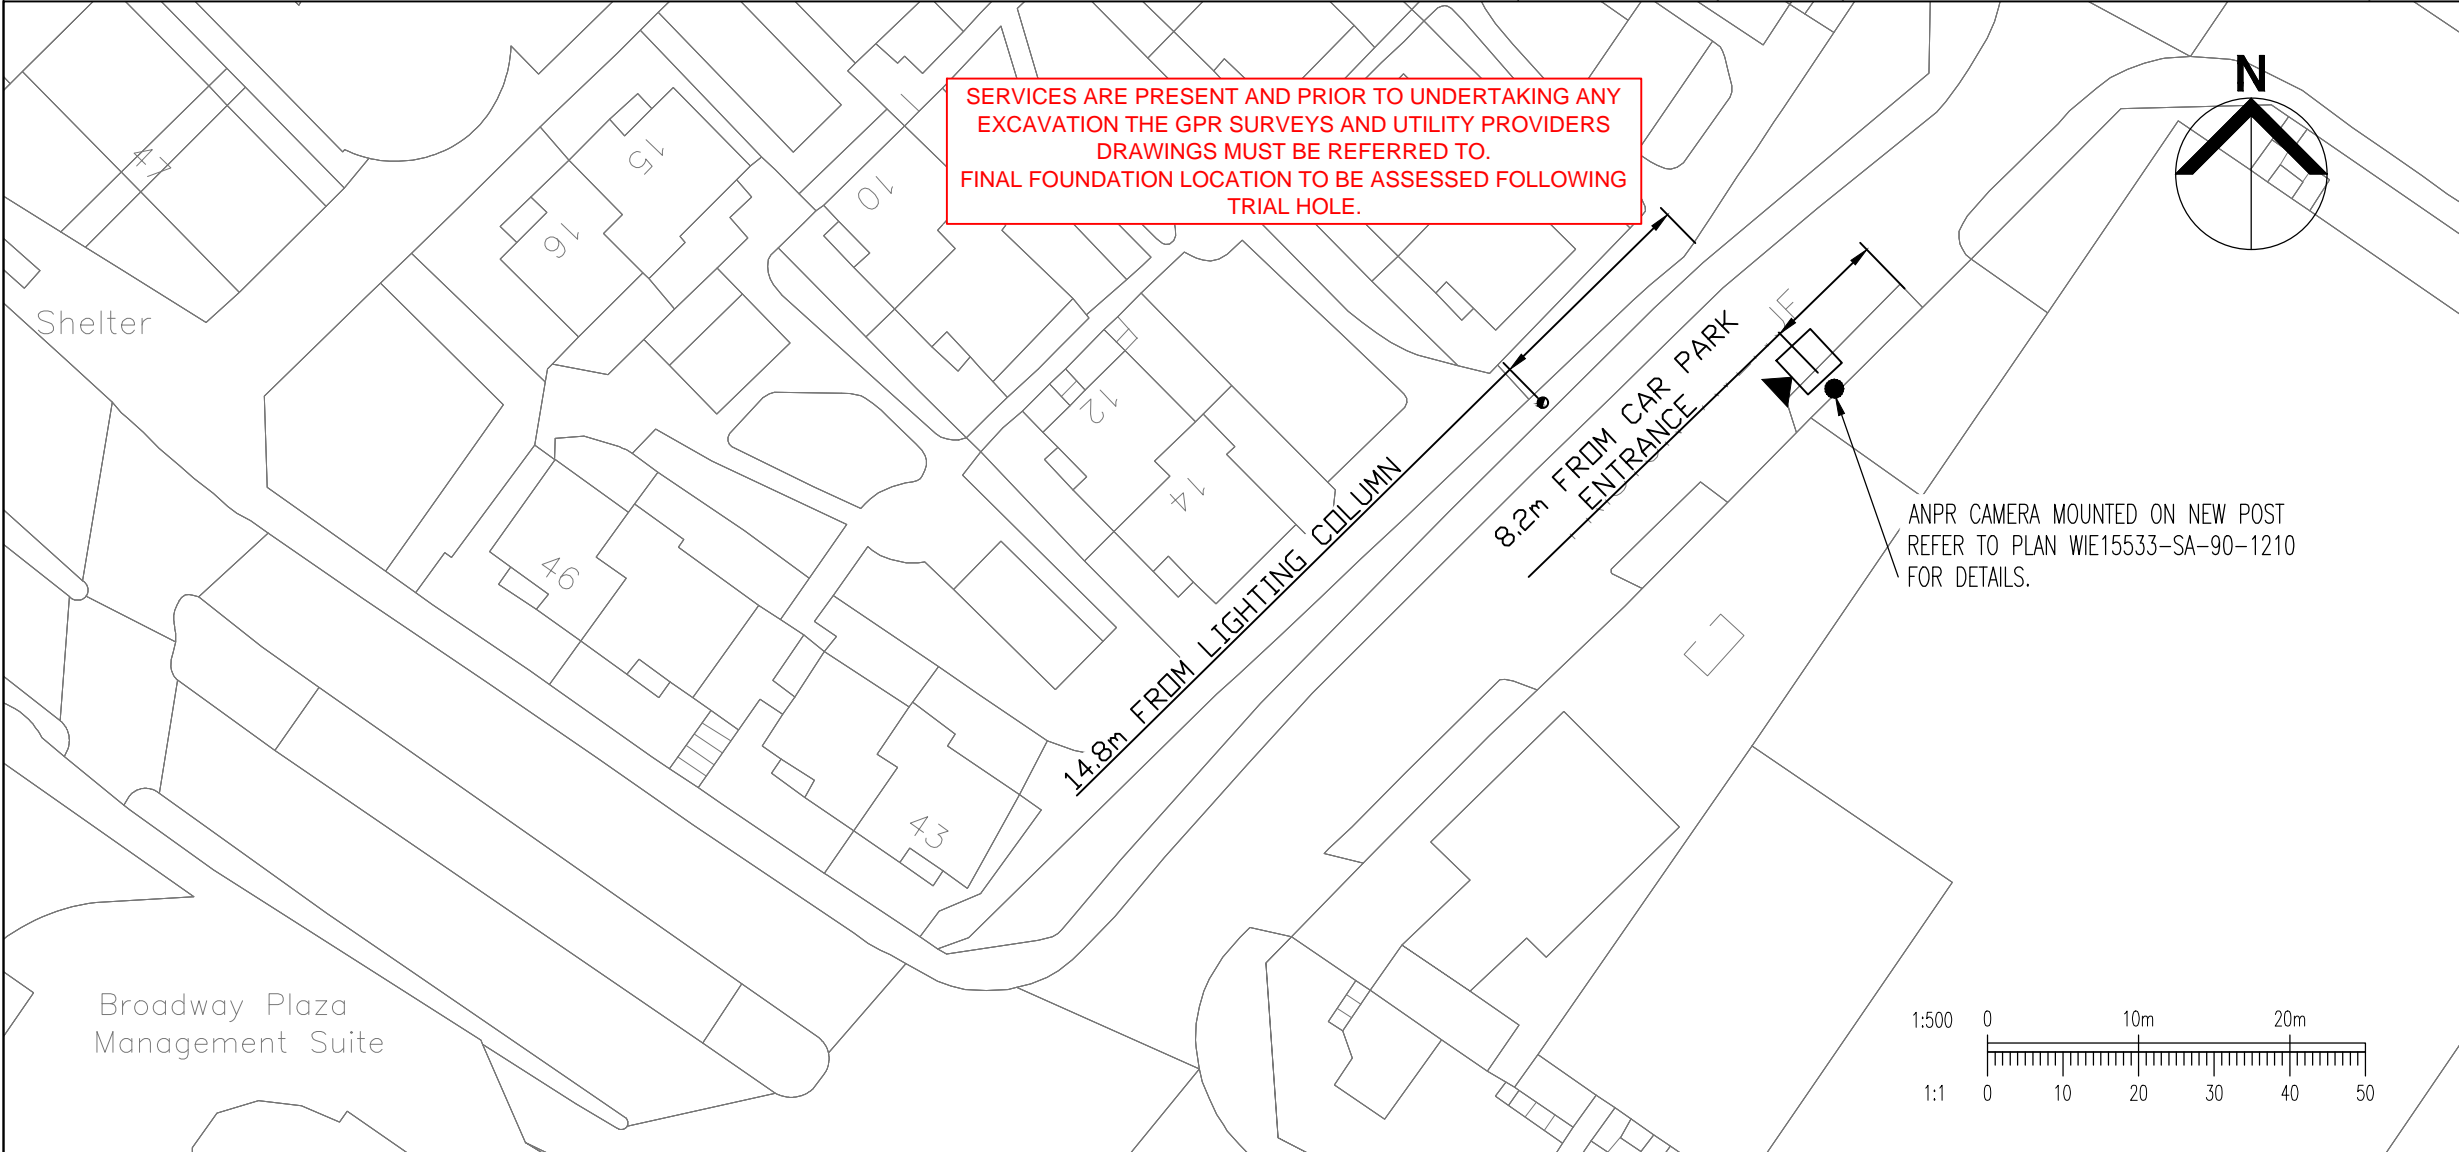 SERVICES ARE PRESENT AND PRIOR TO UNDERTAKING ANY
EXCAVATION THE GPR SURVEYS AND UTILITY PROVIDERS
DRAWINGS MUST BE REFERRED TO.
FINAL FOUNDATION LOCATION TO BE ASSESSED FOLLOWING
TRIAL HOLE.
N
47
15
16
10
Shelter
12
14
46
43
14.8m FROM LIGHTING COLUMN
8.2m FROM CAR PARK
ENTRANCE
ANPR CAMERA MOUNTED ON NEW POST
REFER TO PLAN WIE15533-SA-90-1210
FOR DETAILS.
Broadway Plaza
Management Suite
1:500 0 10m 20m
1:1 0 10 20 30 40 50